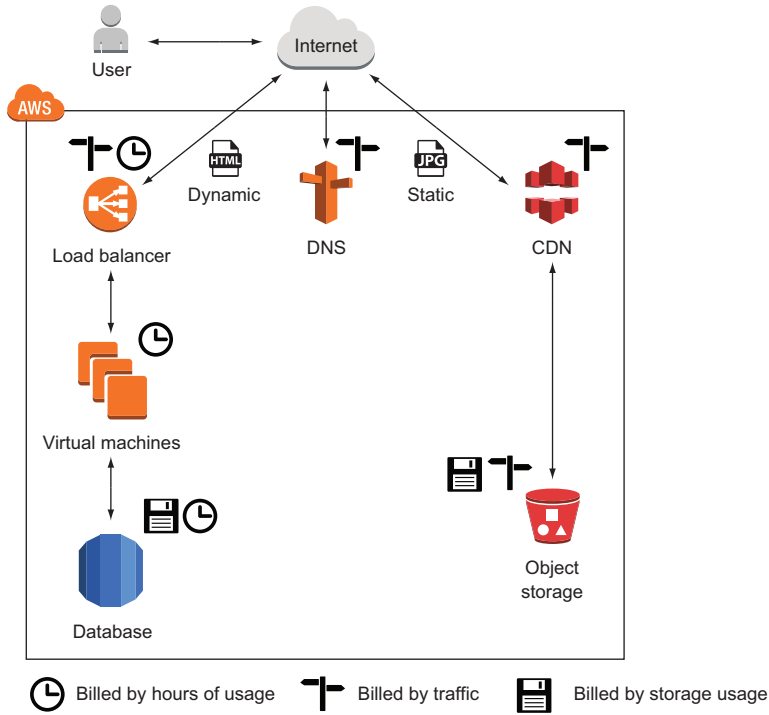 User
Internet
AWS
HTML
Dynamic
JPG
Static
Load balancer
DNS
CDN
Virtual machines
Database
Object
storage
Billed by hours of usage
Billed by traffic
Billed by storage usage